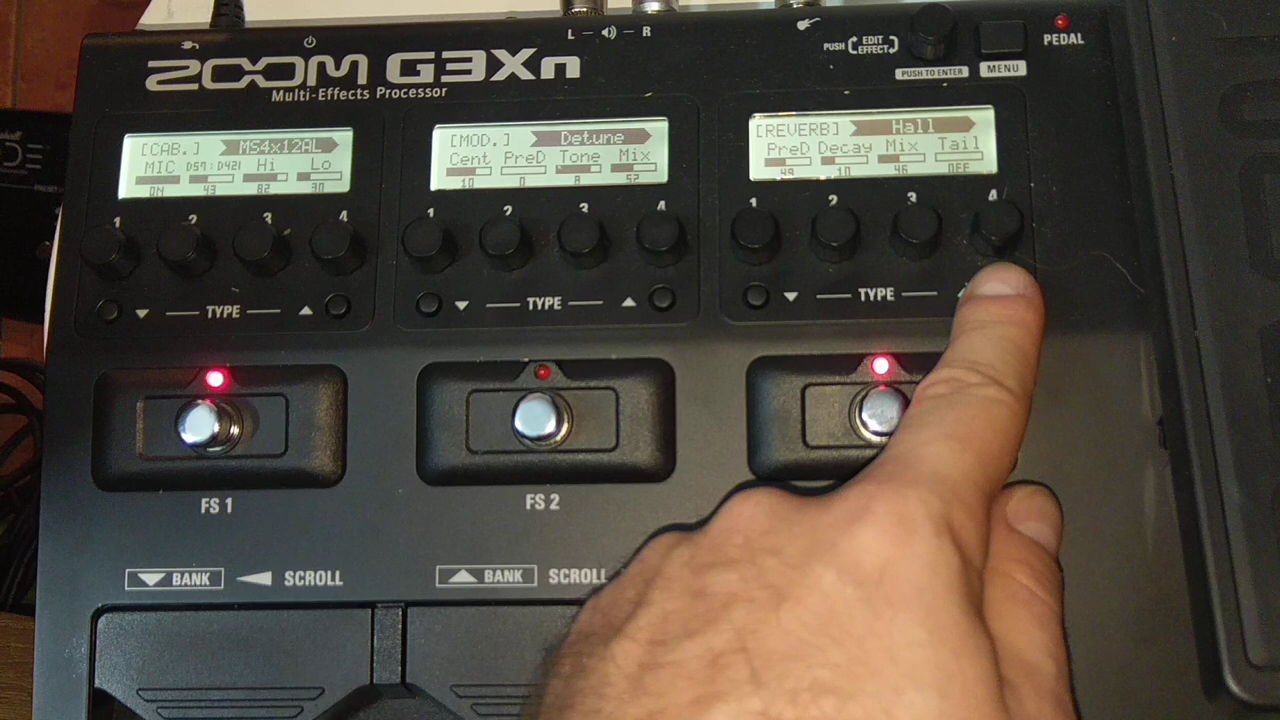 L R
PUSH EDIT EFFECT
PUSH TO ENTER
MENU
PEDAL
ZOOM G3Xn
Multi-Effects Processor
[CAB.] MS4x12AL
MIC D57:D421 Hi Lo
ON 43 82 30
[MOD.] Detune
Cent PreD Tone Mix
10 0 8 52
[REVERB] Hall
PreD Decay Mix Tail
49 10 46 OFF
1 2 3 4
1 2 3 4
1 2 3 4
TYPE
TYPE
TYPE
FS 1
FS 2
BANK SCROLL
BANK SCROLL